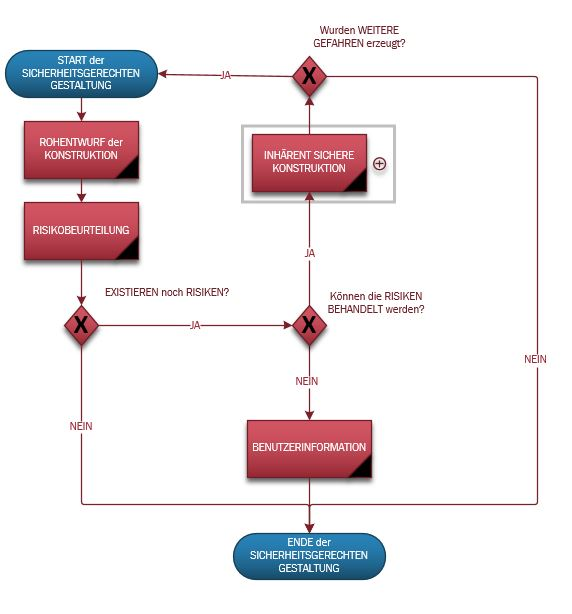 Wurden WEITERE
GEFAHREN erzeugt?
START der
SICHERHEITSGERECHTEN
GESTALTUNG
JA
X
ROHENTWURF der
KONSTRUKTION
INHÄRENT SICHERE
KONSTRUKTION
RISIKOBEURTEILUNG
JA
EXISTIEREN noch RISIKEN?
Können die RISIKEN
BEHANDELT werden?
X
JA
X
NEIN
NEIN
NEIN
BENUTZERINFORMATION
ENDE der
SICHERHEITSGERECHTEN
GESTALTUNG